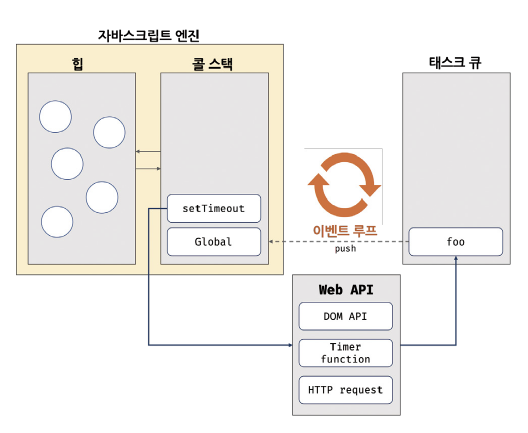 자바스크립트 엔진
힙
콜 스택
태스크 큐
setTimeout
Global
이벤트 루프
push
foo
Web API
DOM API
Timer
function
HTTP request